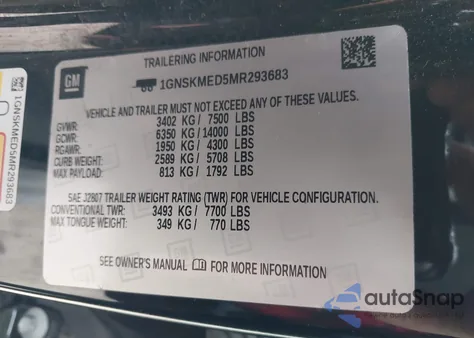 TRAILERING INFORMATION
GM
1GNSKMED5MR293683
VEHICLE AND TRAILER MUST NOT EXCEED ANY OF THESE VALUES.
GVWR: 3402 KG / 7500 LBS
GCWR: 6350 KG / 14000 LBS
RGAWR: 1950 KG / 4300 LBS
CURB WEIGHT: 2589 KG / 5708 LBS
MAX PAYLOAD: 813 KG / 1792 LBS
SAE J2807 TRAILER WEIGHT RATING (TWR) FOR VEHICLE CONFIGURATION.
CONVENTIONAL TWR: 3493 KG / 7700 LBS
MAX TONGUE WEIGHT: 349 KG / 770 LBS
SEE OWNER'S MANUAL FOR MORE INFORMATION
1GNSKMED5MR293683
autoSnap